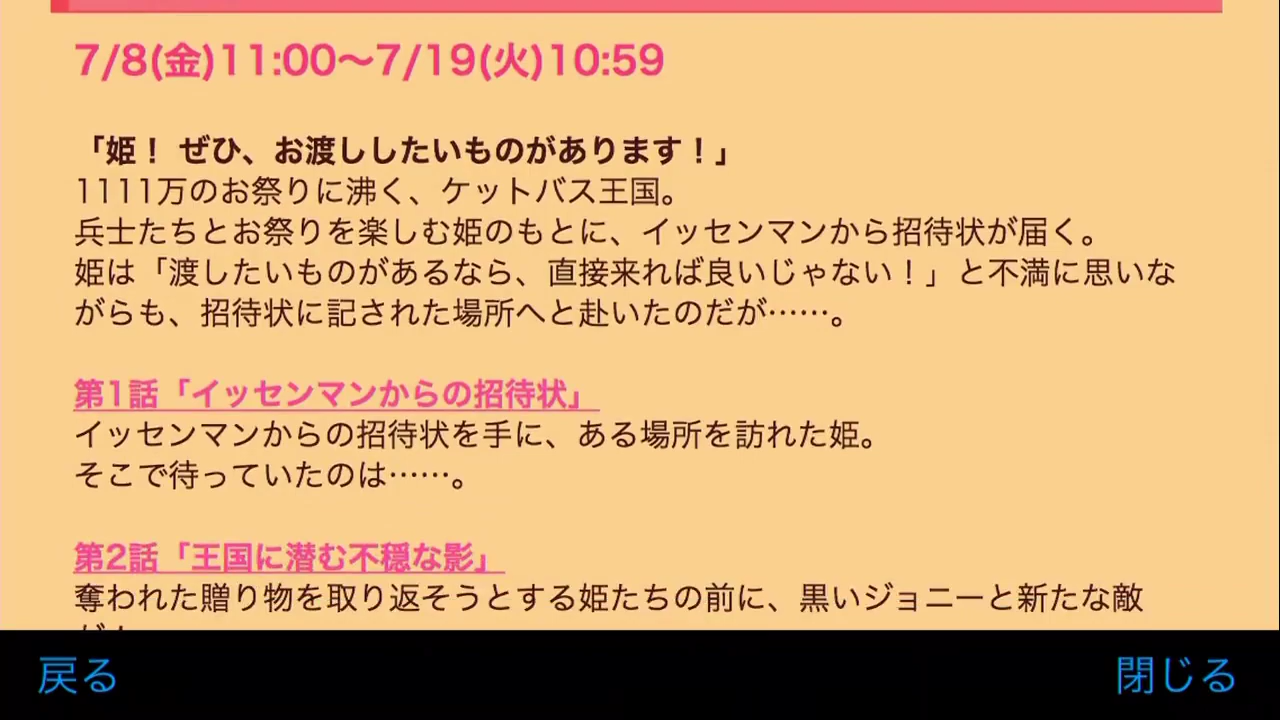 7/8(金)11:00〜7/19(火)10:59
「姫！ ぜひ、お渡ししたいものがあります！」
1111万のお祭りに沸く、ケットバス王国。
兵士たちとお祭りを楽しむ姫のもとに、イッセンマンから招待状が届く。
姫は「渡したいものがあるなら、直接来れば良いじゃない！」と不満に思いな
がらも、招待状に記された場所へと赴いたのだが……。
第1話「イッセンマンからの招待状」
イッセンマンからの招待状を手に、ある場所を訪れた姫。
そこで待っていたのは……。
第2話「王国に潜む不穏な影」
奪われた贈り物を取り返そうとする姫たちの前に、黒いジョニーと新たな敵
戻る
閉じる